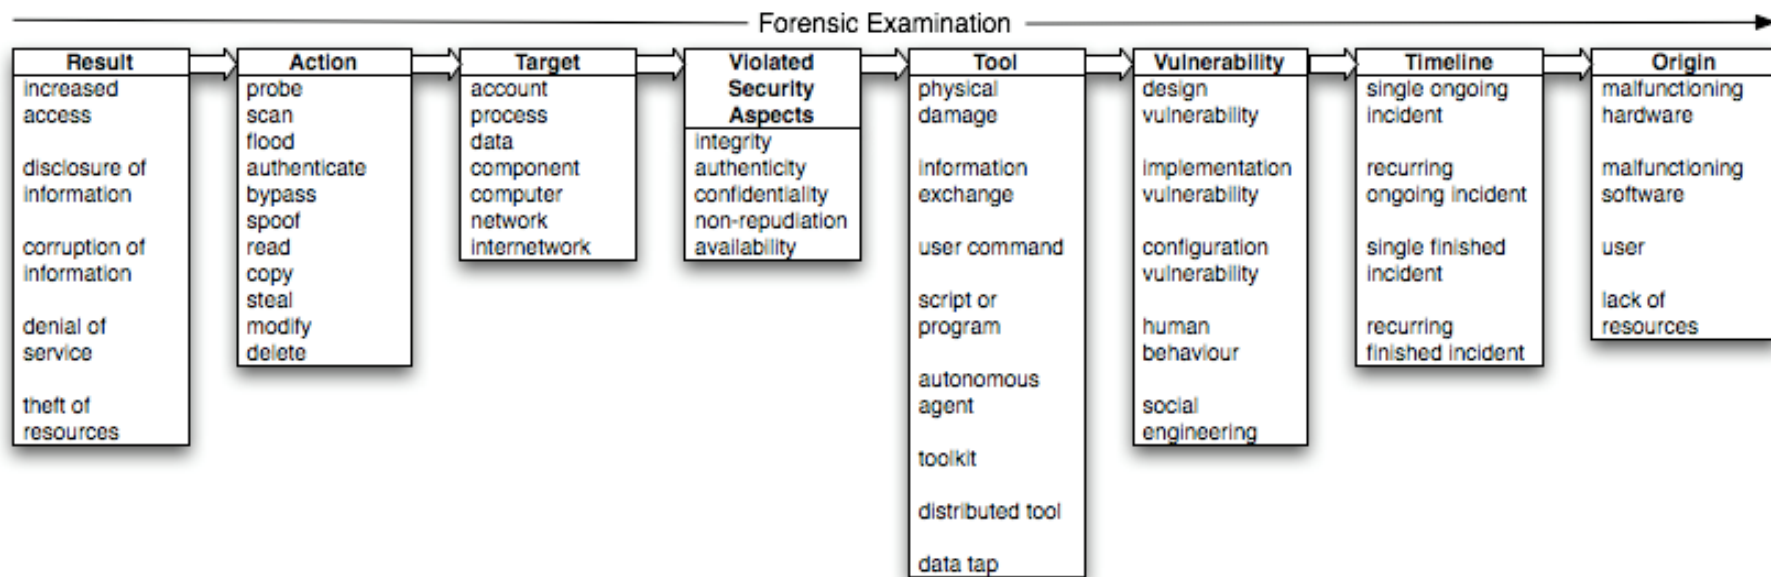 Forensic Examination
Result
increased
access
disclosure of
information
corruption of
information
denial of
service
theft of
resources
Action
probe
scan
flood
authenticate
bypass
spoof
read
copy
steal
modify
delete
Target
account
process
data
component
computer
network
internetwork
Violated
Security
Aspects
integrity
authenticity
confidentiality
non-repudiation
availability
Tool
physical
damage
information
exchange
user command
script or
program
autonomous
agent
toolkit
distributed tool
data tap
Vulnerability
design
vulnerability
implementation
vulnerability
configuration
vulnerability
human
behaviour
social
engineering
Timeline
single ongoing
incident
recurring
ongoing incident
single finished
incident
recurring
finished incident
Origin
malfunctioning
hardware
malfunctioning
software
user
lack of
resources